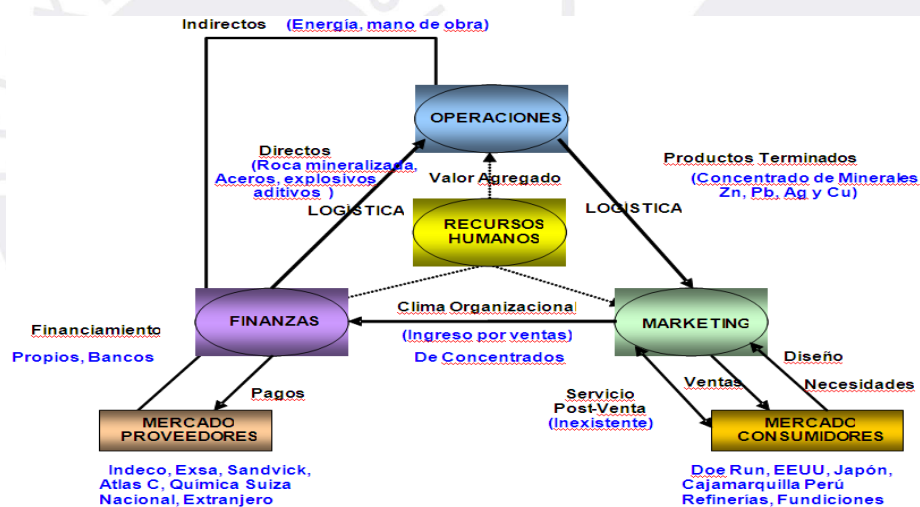 Indirectos (Energía, mano de obra)
OPERACIONES
Directos
(Roca mineralizada,
Aceros, explosivos
aditivos )
LOGÍSTICA
Valor Agregado
RECURSOS
HUMANOS
LOGÍSTICA
Productos Terminados
(Concentrado de Minerales
Zn, Pb, Ag y Cu)
Clima Organizacional
(Ingreso por ventas)
De Concentrados
FINANZAS
MARKETING
Financiamiento
Propios, Bancos
Pagos
Servicio
Post-Venta
(Inexistente)
Ventas
Diseño
Necesidades
MERCADO
PROVEEDORES
MERCADO
CONSUMIDORES
Indeco, Exsa, Sandvick,
Atlas C, Química Suiza
Nacional, Extranjero
Doe Run, EEUU, Japón,
Cajamarquilla Perú
Refinerías, Fundiciones